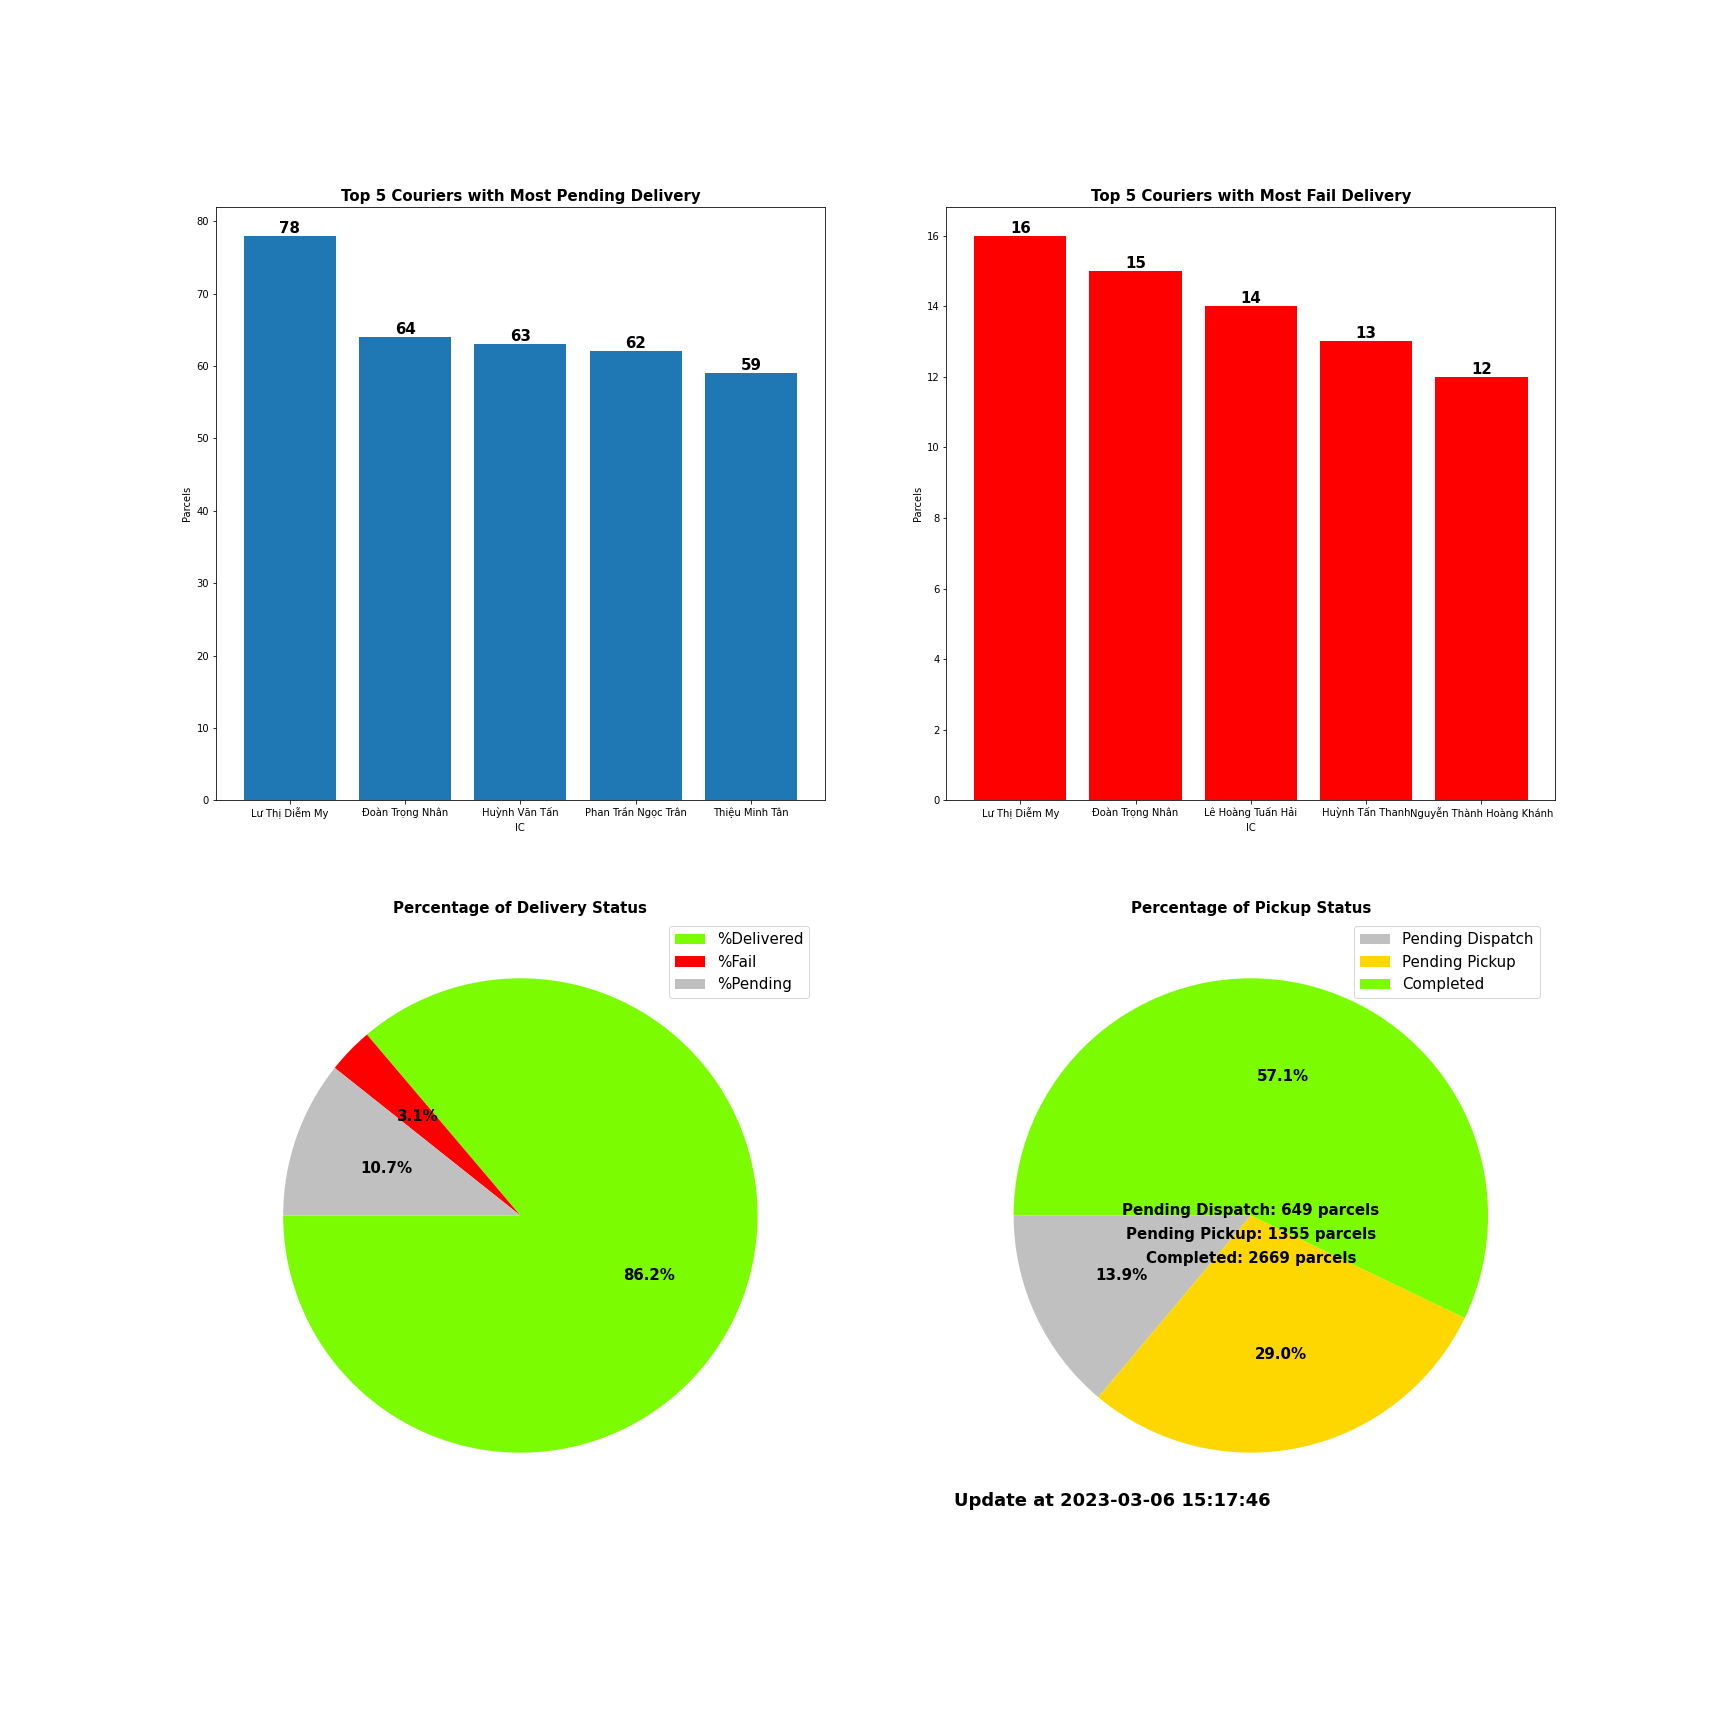 Top 5 Couriers with Most Pending Delivery
80
70
60
50
40
30
20
10
0
Parcels
78
64
63
62
59
Lư Thị Diễm My
Đoàn Trọng Nhân
Huỳnh Văn Tấn
Phan Trần Ngọc Trân
Thiệu Minh Tân
IC
Top 5 Couriers with Most Fail Delivery
16
14
12
10
8
6
4
2
0
Parcels
16
15
14
13
12
Lư Thị Diễm My
Đoàn Trọng Nhân
Lê Hoàng Tuấn Hải
Huỳnh Tấn Thanh
Nguyễn Thành Hoàng Khánh
IC
Percentage of Delivery Status
%Delivered
%Fail
%Pending
3.1%
10.7%
86.2%
Percentage of Pickup Status
Pending Dispatch
Pending Pickup
Completed
57.1%
Pending Dispatch: 649 parcels
Pending Pickup: 1355 parcels
Completed: 2669 parcels
13.9%
29.0%
Update at 2023-03-06 15:17:46